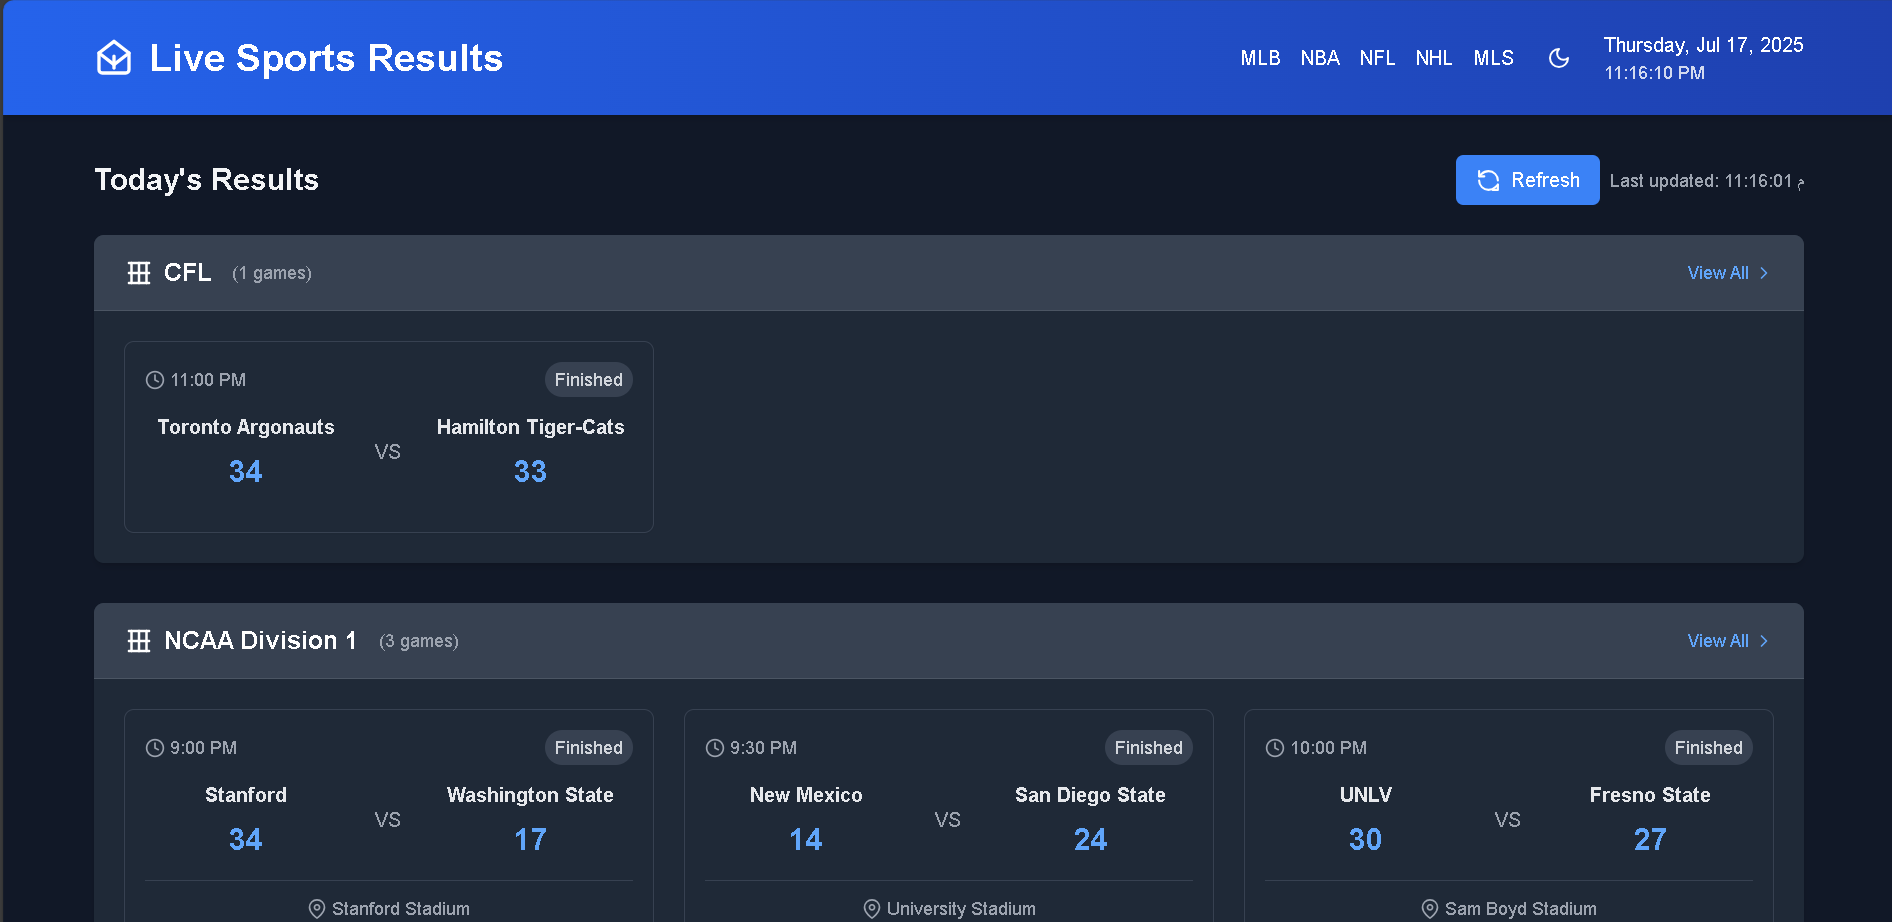 Live Sports Results
MLB NBA NFL NHL MLS
Thursday, Jul 17, 2025
11:16:10 PM
Today's Results
Refresh
Last updated: 11:16:01 م
CFL (1 games)
View All
11:00 PM
Finished
Toronto Argonauts
34
VS
Hamilton Tiger-Cats
33
NCAA Division 1 (3 games)
View All
9:00 PM
Finished
Stanford
34
VS
Washington State
17
Stanford Stadium
9:30 PM
Finished
New Mexico
14
VS
San Diego State
24
University Stadium
10:00 PM
Finished
UNLV
30
VS
Fresno State
27
Sam Boyd Stadium